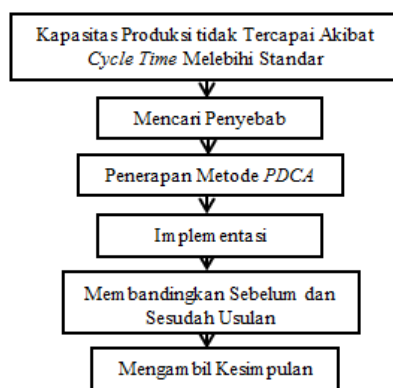 Kapasitas Produksi tidak Tercapai Akibat
Cycle Time Melebihi Standar
Mencari Penyebab
Penerapan Metode PDCA
Implementasi
Membandingkan Sebelum dan
Sesudah Usulan
Mengambil Kesimpulan